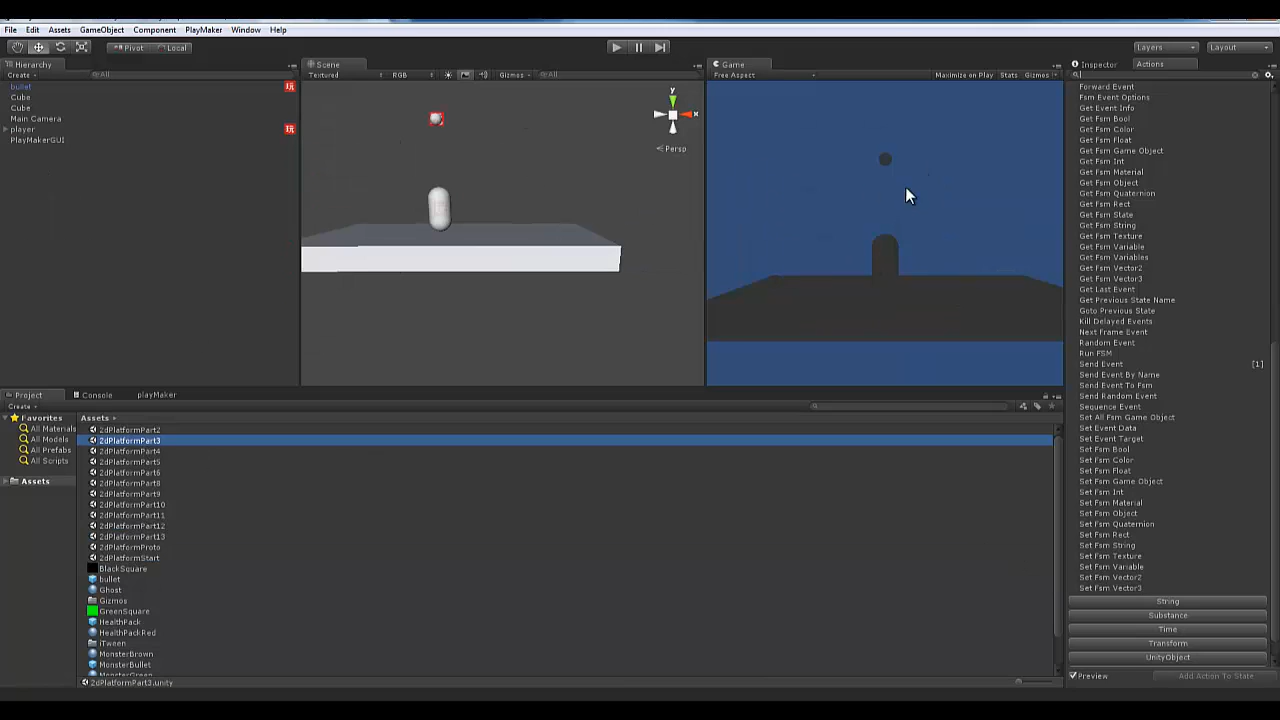 File Edit Assets GameObject Component PlayMaker Window Help
Pivot Local Layers Layout
Hierarchy
Create All
bullet
Cube
Cube
Main Camera
player
PlayMakerGUI
Scene
Textured RGB Gizmos All
y
x
Persp
Game
Free Aspect Maximize on Play Stats Gizmos
Inspector Actions
Forward Event
Fsm Event Options
Get Event Info
Get Fsm Bool
Get Fsm Color
Get Fsm Float
Get Fsm Game Object
Get Fsm Int
Get Fsm Material
Get Fsm Object
Get Fsm Quaternion
Get Fsm Rect
Get Fsm State
Get Fsm String
Get Fsm Texture
Get Fsm Variable
Get Fsm Variables
Get Fsm Vector2
Get Fsm Vector3
Get Last Event
Get Previous State Name
Goto Previous State
Kill Delayed Events
Next Frame Event
Random Event
Run FSM
Send Event [1]
Send Event By Name
Send Event To Fsm
Send Random Event
Sequence Event
Set All Fsm Game Object
Set Event Data
Set Event Target
Set Fsm Bool
Set Fsm Color
Set Fsm Float
Set Fsm Game Object
Set Fsm Int
Set Fsm Material
Set Fsm Object
Set Fsm Quaternion
Set Fsm Rect
Set Fsm String
Set Fsm Texture
Set Fsm Variable
Set Fsm Vector2
Set Fsm Vector3
String
Substance
Time
Transform
UnityObject
Preview Add Action To State
Project Console playMaker
Create
Favorites
All Materials
All Models
All Prefabs
All Scripts
Assets
Assets
2dPlatformPart2
2dPlatformPart3
2dPlatformPart4
2dPlatformPart5
2dPlatformPart6
2dPlatformPart8
2dPlatformPart9
2dPlatformPart10
2dPlatformPart11
2dPlatformPart12
2dPlatformPart13
2dPlatformProto
2dPlatformStart
BlackSquare
bullet
Ghost
Gizmos
GreenSquare
HealthPack
HealthPackRed
iTween
MonsterBrown
MonsterBullet
MonsterGreen
2dPlatformPart3.unity